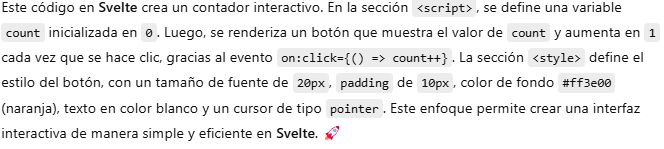 Este código en Svelte crea un contador interactivo. En la sección <script>, se define una variable
count inicializada en 0. Luego, se renderiza un botón que muestra el valor de count y aumenta en 1
cada vez que se hace clic, gracias al evento on:click={() => count++}. La sección <style> define el
estilo del botón, con un tamaño de fuente de 20px, padding de 10px, color de fondo #ff3e00
(naranja), texto en color blanco y un cursor de tipo pointer. Este enfoque permite crear una interfaz
interactiva de manera simple y eficiente en Svelte. 🚀